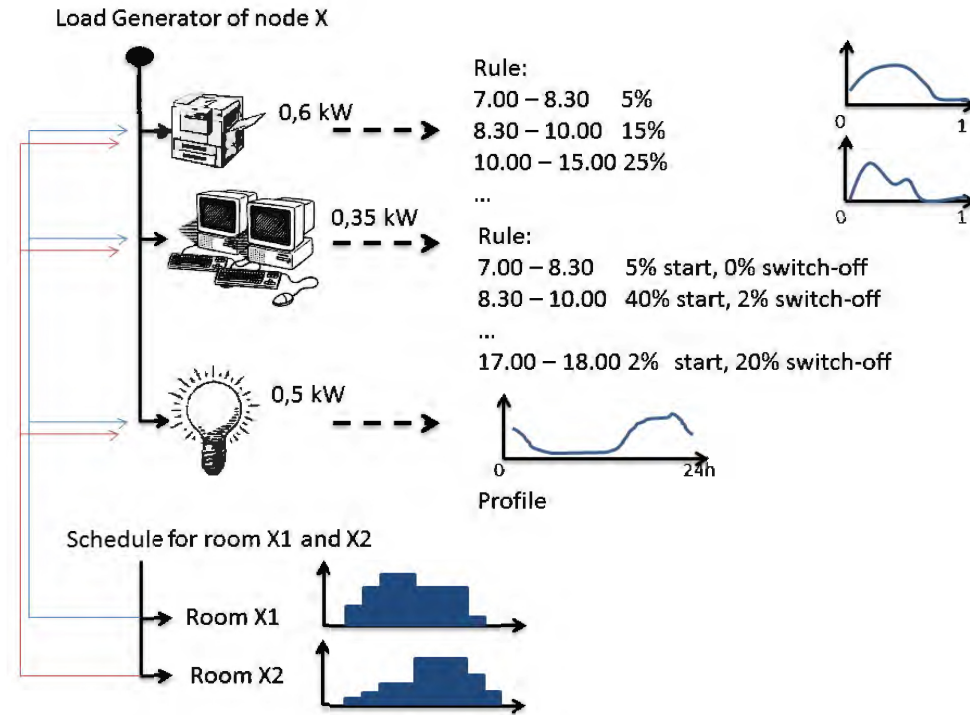 Load Generator of node X
0,6 kW
Rule:
7.00 – 8.30 5%
8.30 – 10.00 15%
10.00 – 15.00 25%
...
0 1
0 1
0,35 kW
Rule:
7.00 – 8.30 5% start, 0% switch-off
8.30 – 10.00 40% start, 2% switch-off
...
17.00 – 18.00 2% start, 20% switch-off
0,5 kW
0 24h
Profile
Schedule for room X1 and X2
Room X1
Room X2